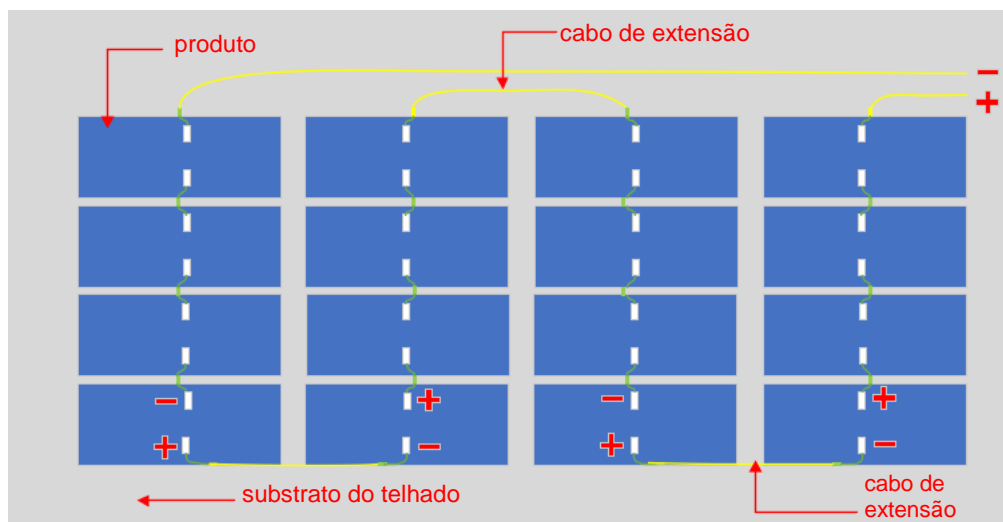 cabo de extensão
produto
−
+
− + − +
+ − + −
substrato do telhado
cabo de
extensão